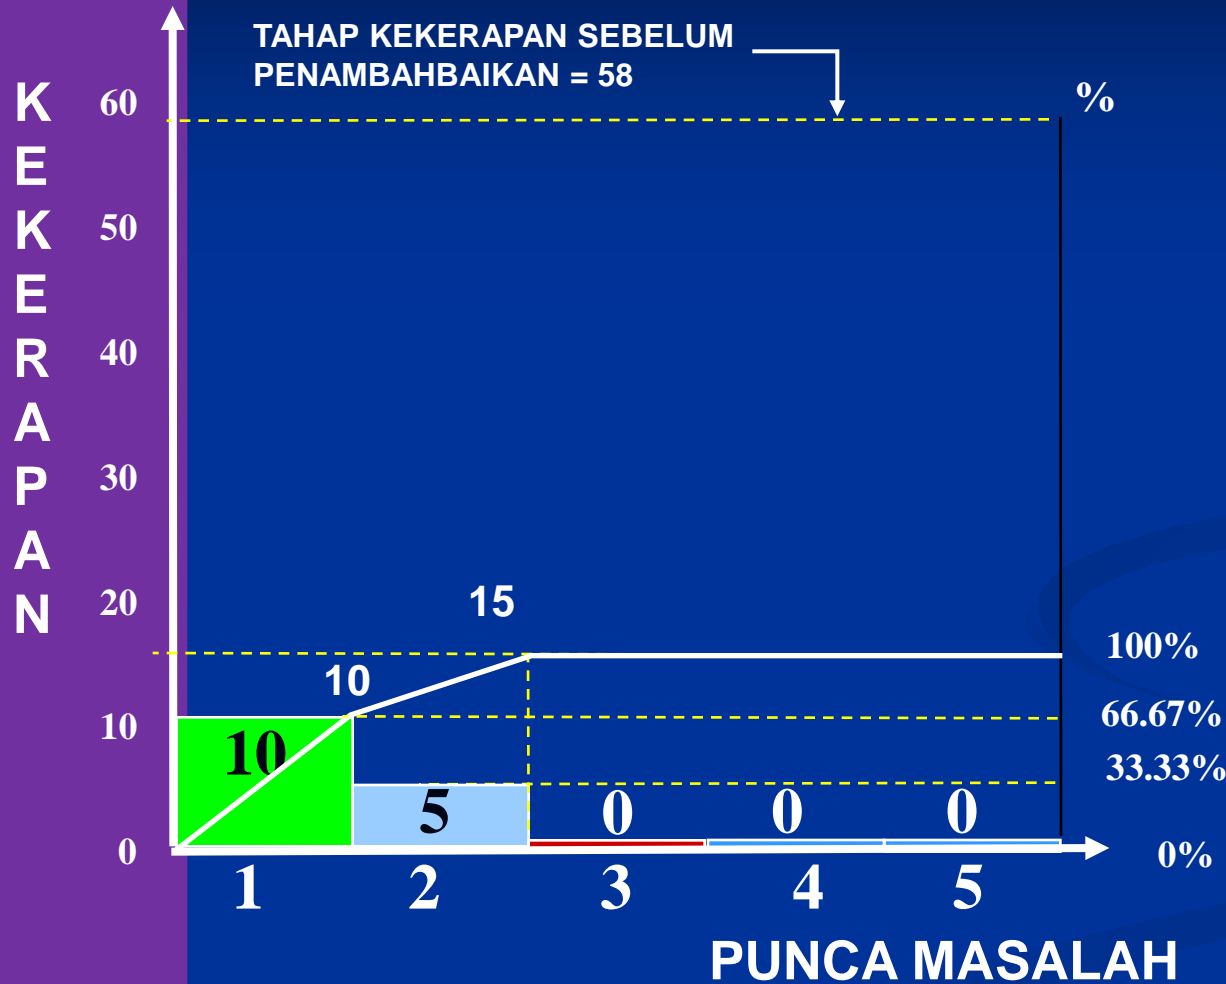 TAHAP KEKERAPAN SEBELUM
PENAMBAHBAIKAN = 58
%
K
E
K
E
R
A
P
A
N
60
50
40
30
20
10
0
15
10
10
5
0
0
0
100%
66.67%
33.33%
0%
1 2 3 4 5
PUNCA MASALAH